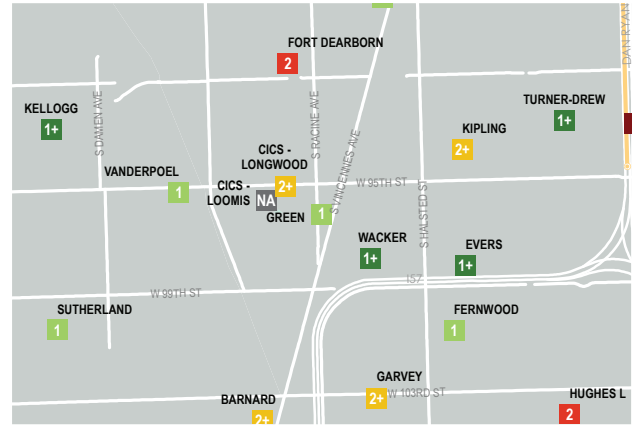 DAN RYAN
FORT DEARBORN
2
KELLOGG
1+
S DAMEN AVE
S RACINE AVE
TURNER-DREW
1+
KIPLING
2+
CICS -
LONGWOOD
2+
VANDERPOEL
1
CICS -
LOOMIS
NA
GREEN
1
S VINCENNES AVE
W 95TH ST
S HALSTED ST
WACKER
1+
EVERS
1+
I57
W 99TH ST
SUTHERLAND
1
FERNWOOD
1
GARVEY
2+
W 103RD ST
BARNARD
2+
HUGHES L
2